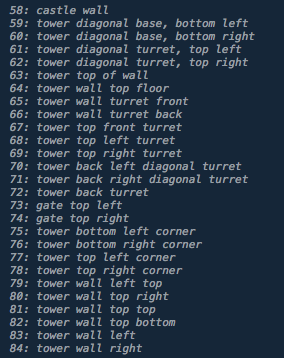 58: castle wall
59: tower diagonal base, bottom left
60: tower diagonal base, bottom right
61: tower diagonal turret, top left
62: tower diagonal turret, top right
63: tower top of wall
64: tower wall top floor
65: tower wall turret front
66: tower wall turret back
67: tower top front turret
68: tower top left turret
69: tower top right turret
70: tower back left diagonal turret
71: tower back right diagonal turret
72: tower back turret
73: gate top left
74: gate top right
75: tower bottom left corner
76: tower bottom right corner
77: tower top left corner
78: tower top right corner
79: tower wall left top
80: tower wall top right
81: tower wall top top
82: tower wall top bottom
83: tower wall left
84: tower wall right